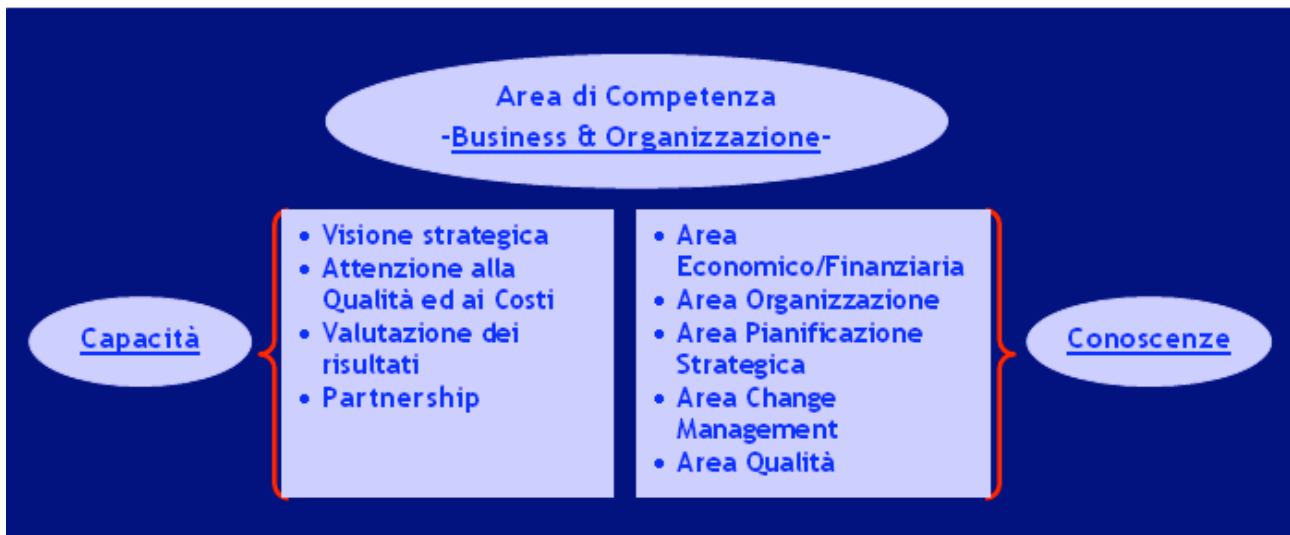 Area di Competenza
-Business & Organizzazione-
Capacità
• Visione strategica
• Attenzione alla
Qualità ed ai Costi
• Valutazione dei
risultati
• Partnership
• Area
Economico/Finanziaria
• Area Organizzazione
• Area Pianificazione
Strategica
• Area Change
Management
• Area Qualità
Conoscenze